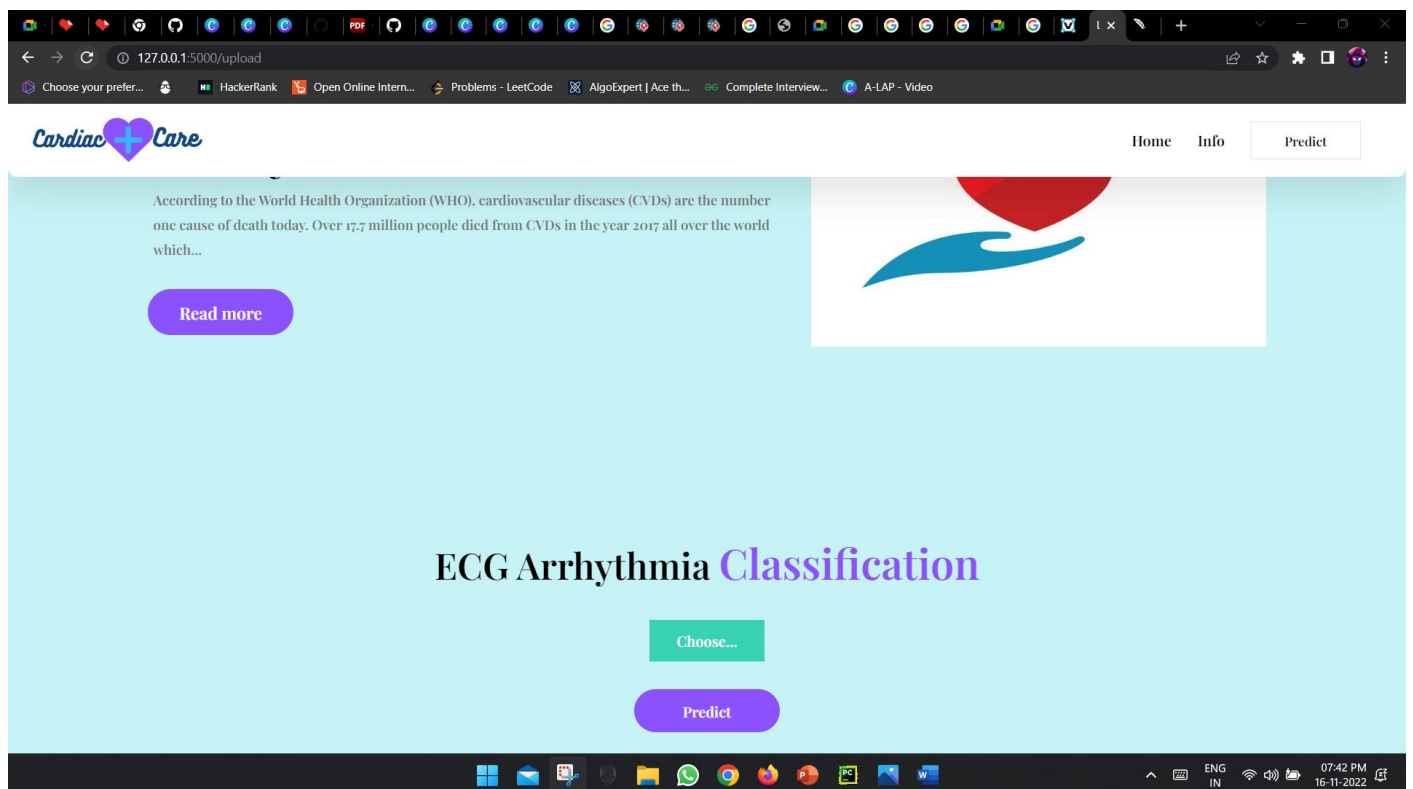 PDF
L
127.0.0.1:5000/upload
Choose your prefer...
HackerRank
Open Online Intern...
Problems - LeetCode
AlgoExpert | Ace th...
Complete Interview...
A-LAP - Video
Cardiac Care
Home
Info
Predict
According to the World Health Organization (WHO), cardiovascular diseases (CVDs) are the number
one cause of death today. Over 17.7 million people died from CVDs in the year 2017 all over the world
which...
Read more
ECG Arrhythmia Classification
Choose...
Predict
ENG
IN
07:42 PM
16-11-2022